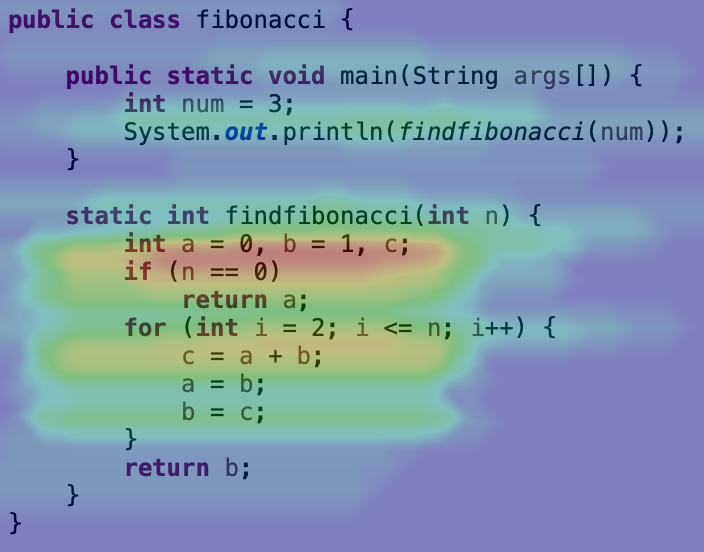 public class fibonacci {
public static void main(String args[]) {
int num = 3;
System.out.println(findfibonacci(num));
}
static int findfibonacci(int n) {
int a = 0, b = 1, c;
if (n == 0)
return a;
for (int i = 2; i <= n; i++) {
c = a + b;
a = b;
b = c;
}
return b;
}
}